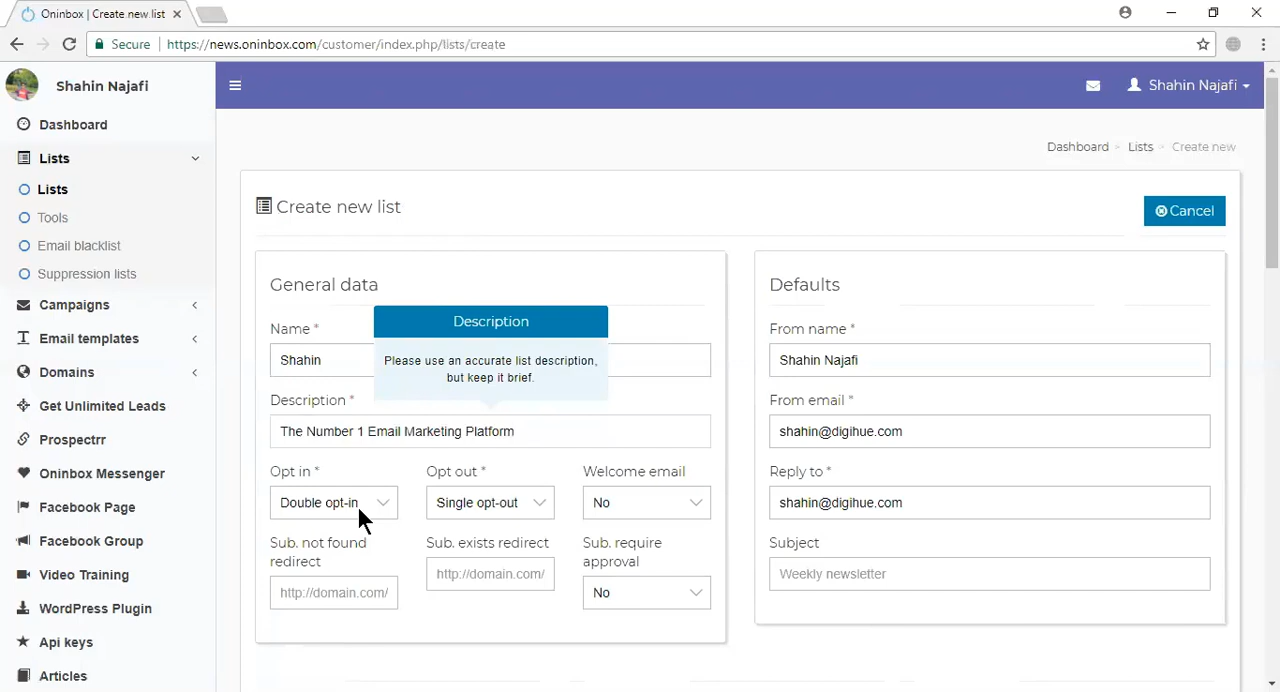 Oninbox | Create new list
Secure
https://news.oninbox.com/customer/index.php/lists/create
Shahin Najafi
Shahin Najafi
Dashboard
Lists
Lists
Tools
Email blacklist
Suppression lists
Campaigns
Email templates
Domains
Get Unlimited Leads
Prospectrr
Oninbox Messenger
Facebook Page
Facebook Group
Video Training
WordPress Plugin
Api keys
Articles
Dashboard > Lists > Create new
Create new list
Cancel
General data
Name *
Shahin
Description
Please use an accurate list description,
but keep it brief.
Description *
The Number 1 Email Marketing Platform
Opt in * Opt out * Welcome email
Double opt-in Single opt-out No
Sub. not found
redirect
http://domain.com/
Sub. exists redirect
http://domain.com/
Sub. require
approval
No
Defaults
From name *
Shahin Najafi
From email *
shahin@digihue.com
Reply to *
shahin@digihue.com
Subject
Weekly newsletter